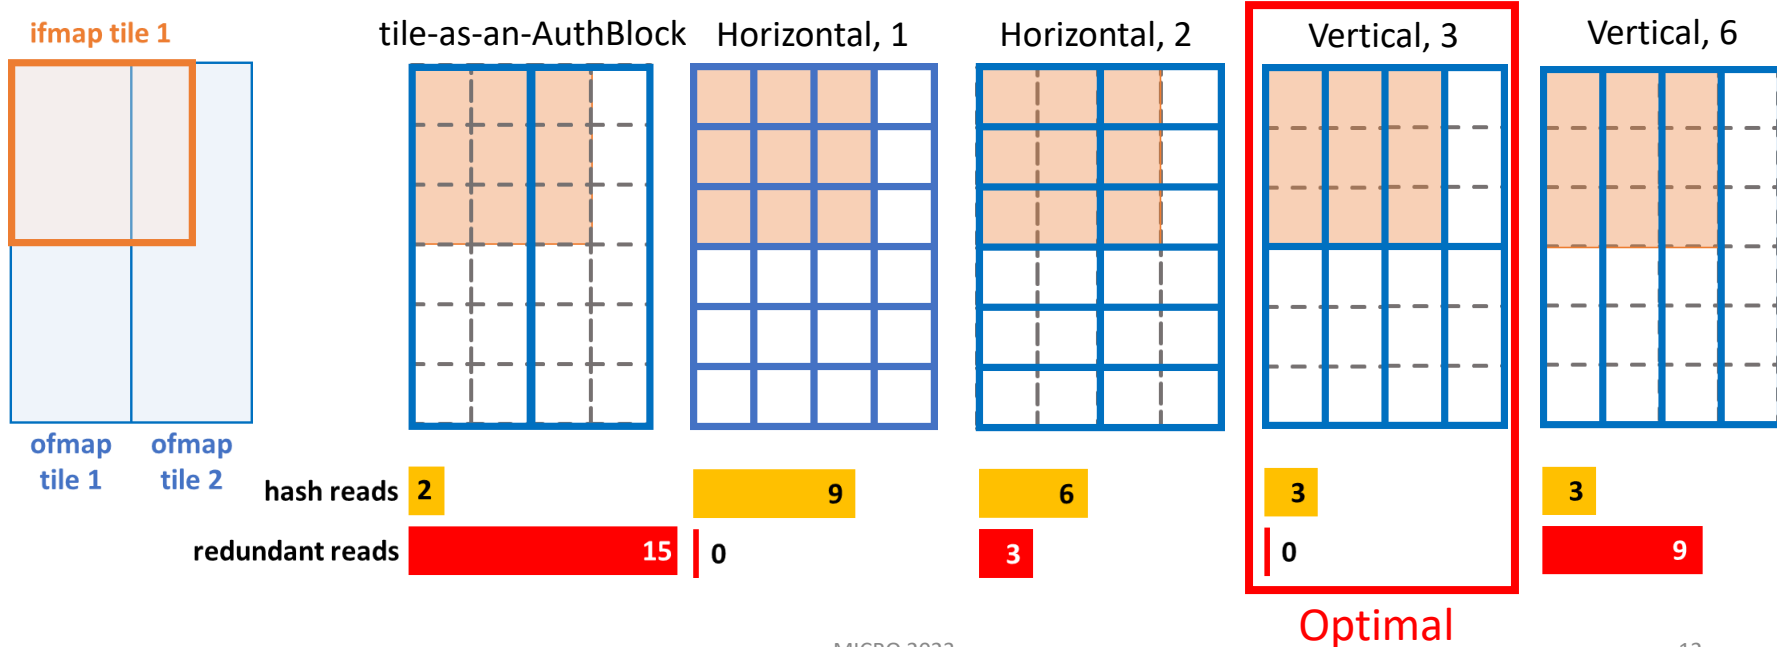 ifmap tile 1
tile-as-an-AuthBlock
Horizontal, 1
Horizontal, 2
Vertical, 3
Vertical, 6
ofmap
tile 1
ofmap
tile 2
hash reads
2
9
6
3
3
redundant reads
15
0
3
0
9
Optimal